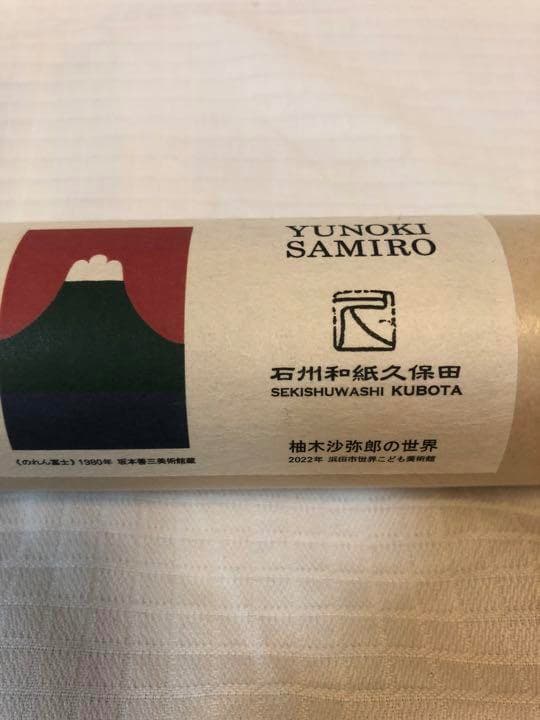 YUNOKI
SAMIRO
石州和紙久保田
SEKISHUWASHI KUBOTA
柚木沙弥郎の世界
2022年 浜田市世界こども美術館
《のれん富士》1980年 坂本善三美術館蔵